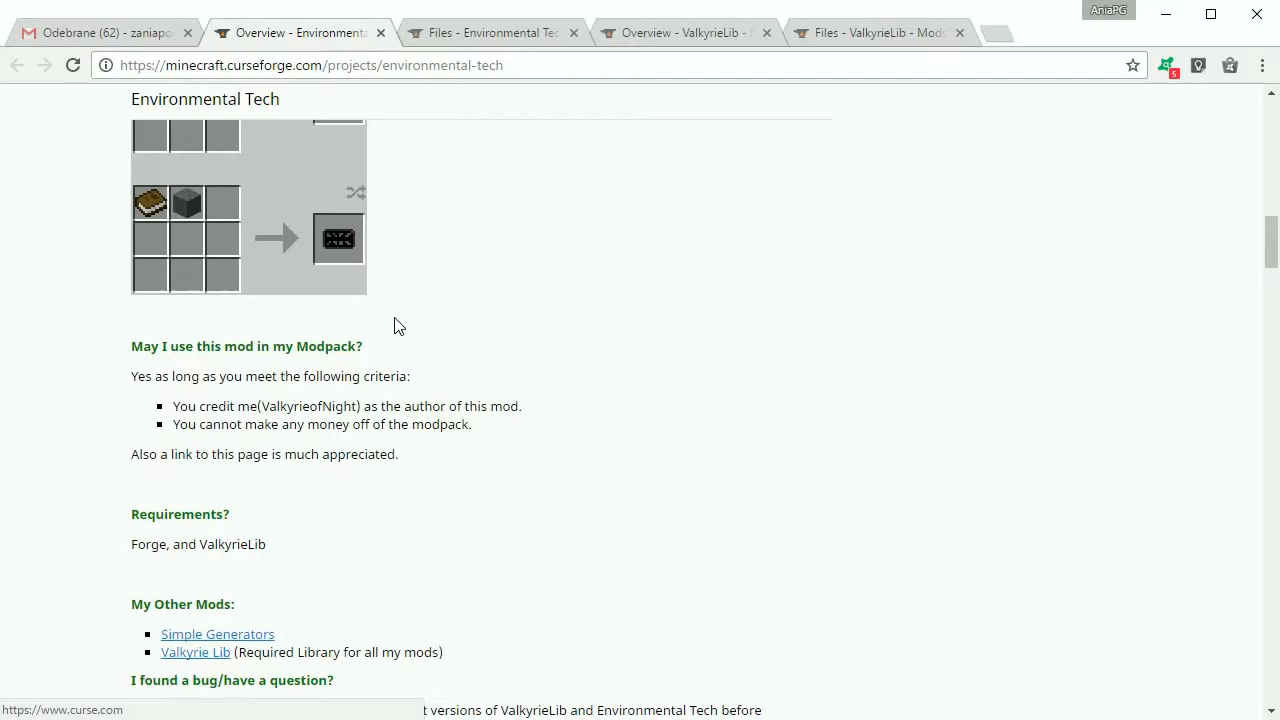 AniaPG
Odebrane (62) - zaniapo
Overview - Environmenta
Files - Environmental Tec
Overview - ValkyrieLib -
Files - ValkyrieLib - Mods
https://minecraft.curseforge.com/projects/environmental-tech
5
Environmental Tech
May I use this mod in my Modpack?
Yes as long as you meet the following criteria:
You credit me(ValkyrieofNight) as the author of this mod.
You cannot make any money off of the modpack.
Also a link to this page is much appreciated.
Requirements?
Forge, and ValkyrieLib
My Other Mods:
Simple Generators
Valkyrie Lib (Required Library for all my mods)
I found a bug/have a question?
https://www.curse.com
t versions of ValkyrieLib and Environmental Tech before